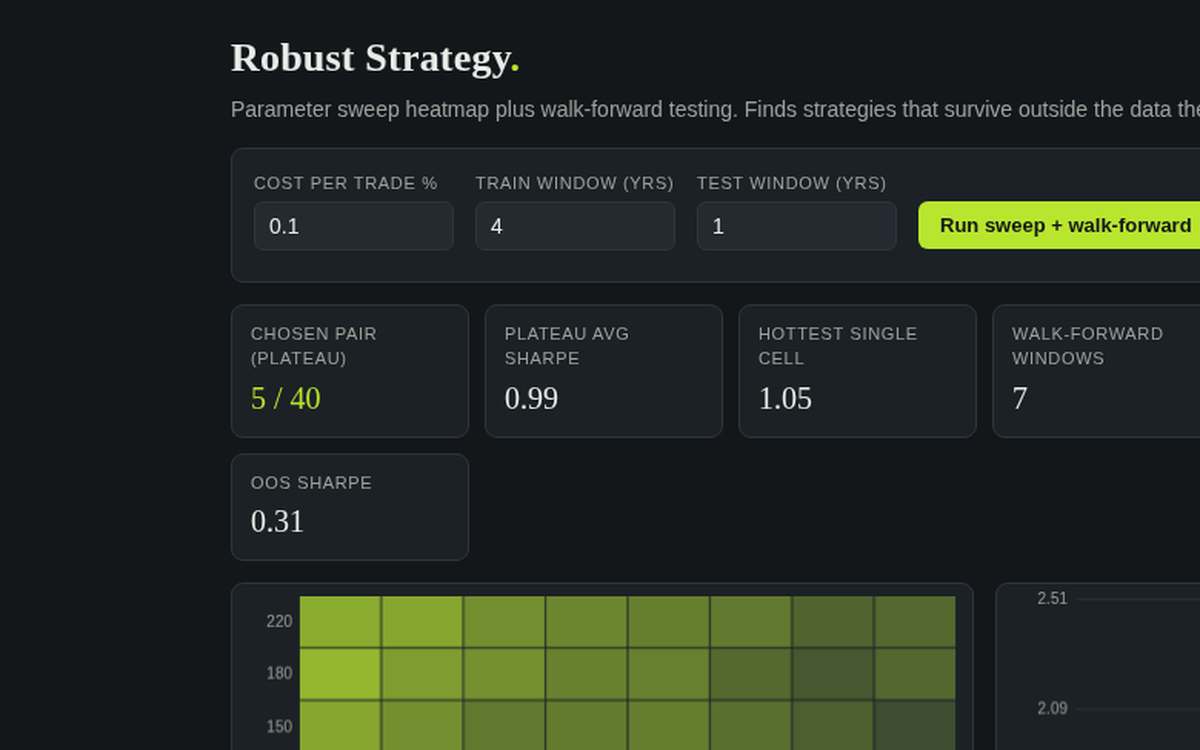 Robust Strategy.
Parameter sweep heatmap plus walk-forward testing. Finds strategies that survive outside the data
COST PER TRADE %
TRAIN WINDOW (YRS)
TEST WINDOW (YRS)
0.1
4
1
Run sweep + walk-forward
CHOSEN PAIR
(PLATEAU)
5 / 40
PLATEAU AVG
SHARPE
0.99
HOTTEST SINGLE
CELL
1.05
WALK-FORWARD
WINDOWS
7
OOS SHARPE
0.31
220
180
150
2.51
2.09